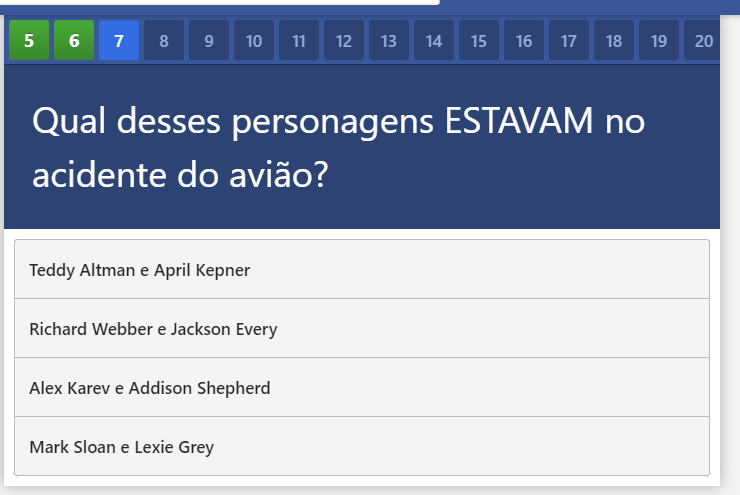 5 6 7 8 9 10 11 12 13 14 15 16 17 18 19 20
Qual desses personagens ESTAVAM no
acidente do avião?
Teddy Altman e April Kepner
Richard Webber e Jackson Every
Alex Karev e Addison Shepherd
Mark Sloan e Lexie Grey